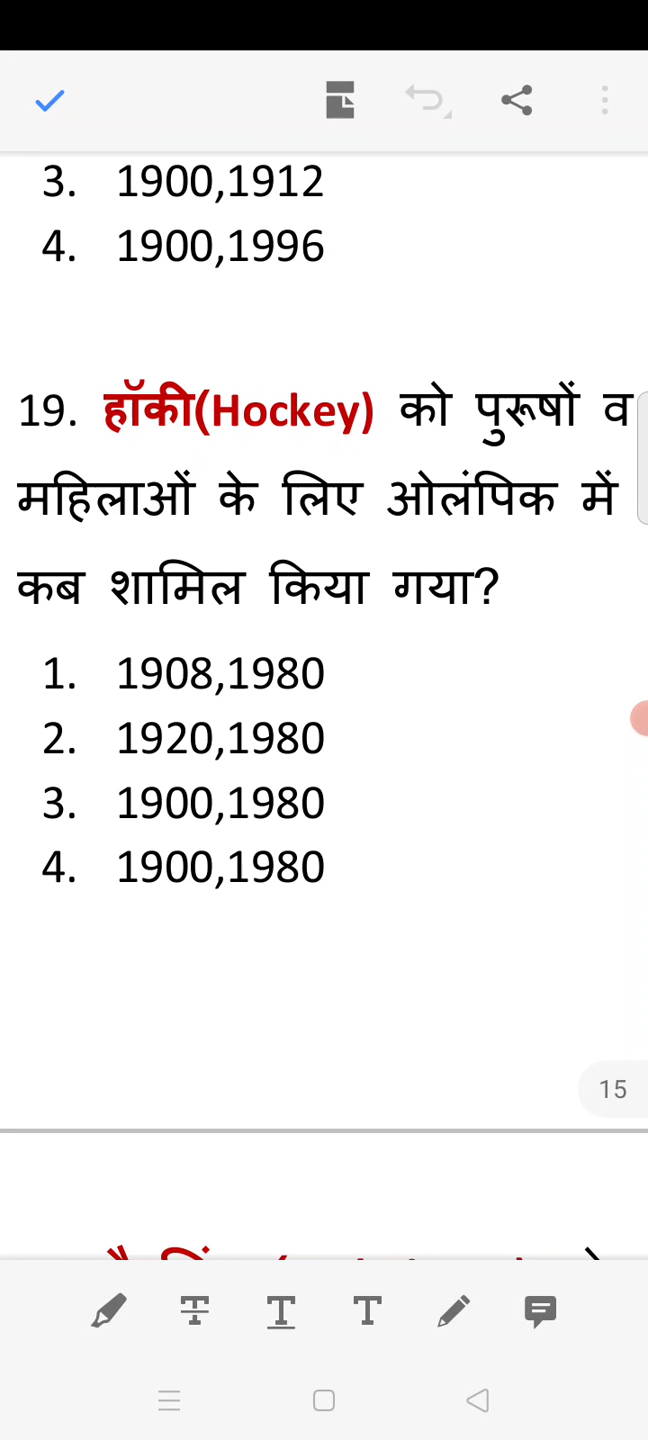 3. 1900,1912
4. 1900,1996
19. हॉकी(Hockey) को पुरूषों व
महिलाओं के लिए ओलंपिक में
कब शामिल किया गया?
1. 1908,1980
2. 1920,1980
3. 1900,1980
4. 1900,1980
15